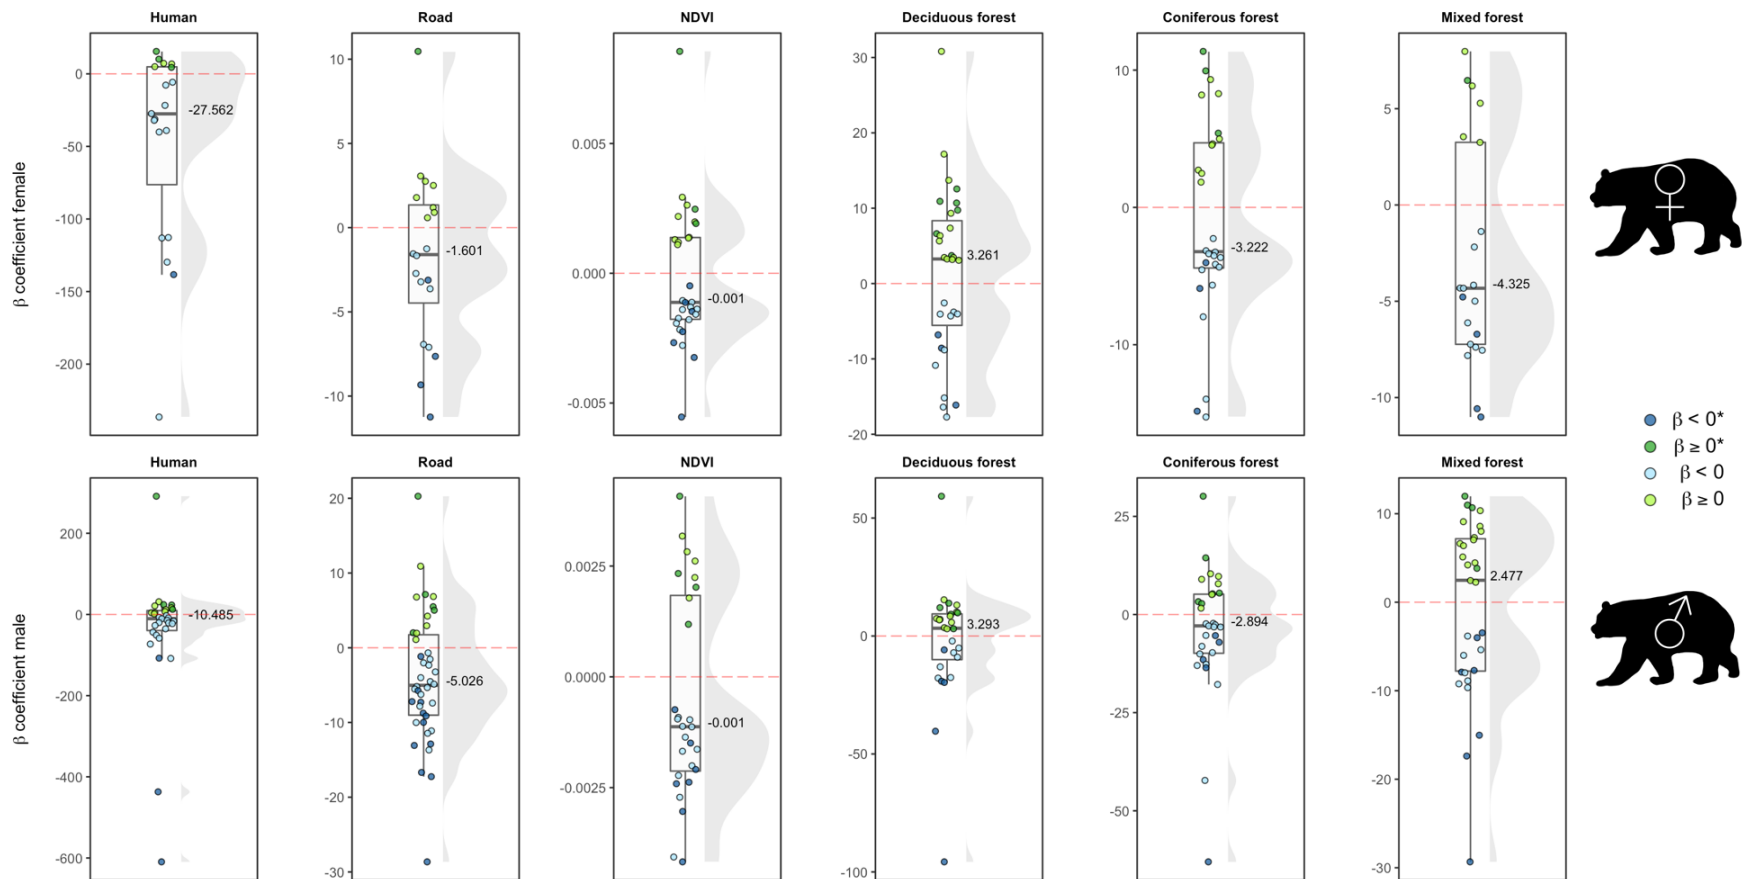 Human Road NDVI Deciduous forest Coniferous forest Mixed forest
β coefficient female
0 -50 -100 -150 -200
-27.562
10 5 0 -5 -10
-1.601
0.005 0.000 -0.005
-0.001
30 20 10 0 -10 -20
3.261
10 0 -10
-3.222
5 0 -5 -10
-4.325
β < 0*
β ≥ 0*
β < 0
β ≥ 0
Human Road NDVI Deciduous forest Coniferous forest Mixed forest
β coefficient male
200 0 -200 -400 -600
-10.485
20 10 0 -10 -20 -30
-5.026
0.0025 0.0000 -0.0025
-0.001
50 0 -50 -100
3.293
25 0 -25 -50
-2.894
10 0 -10 -20 -30
2.477